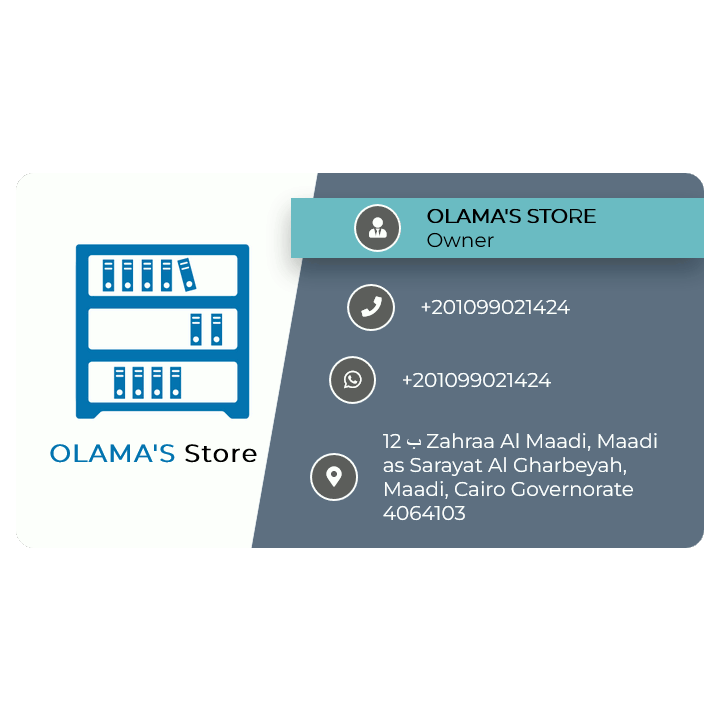 OLAMA'S Store
OLAMA'S STORE
Owner
+201099021424
+201099021424
12 ب Zahraa Al Maadi, Maadi
as Sarayat Al Gharbeyah,
Maadi, Cairo Governorate
4064103